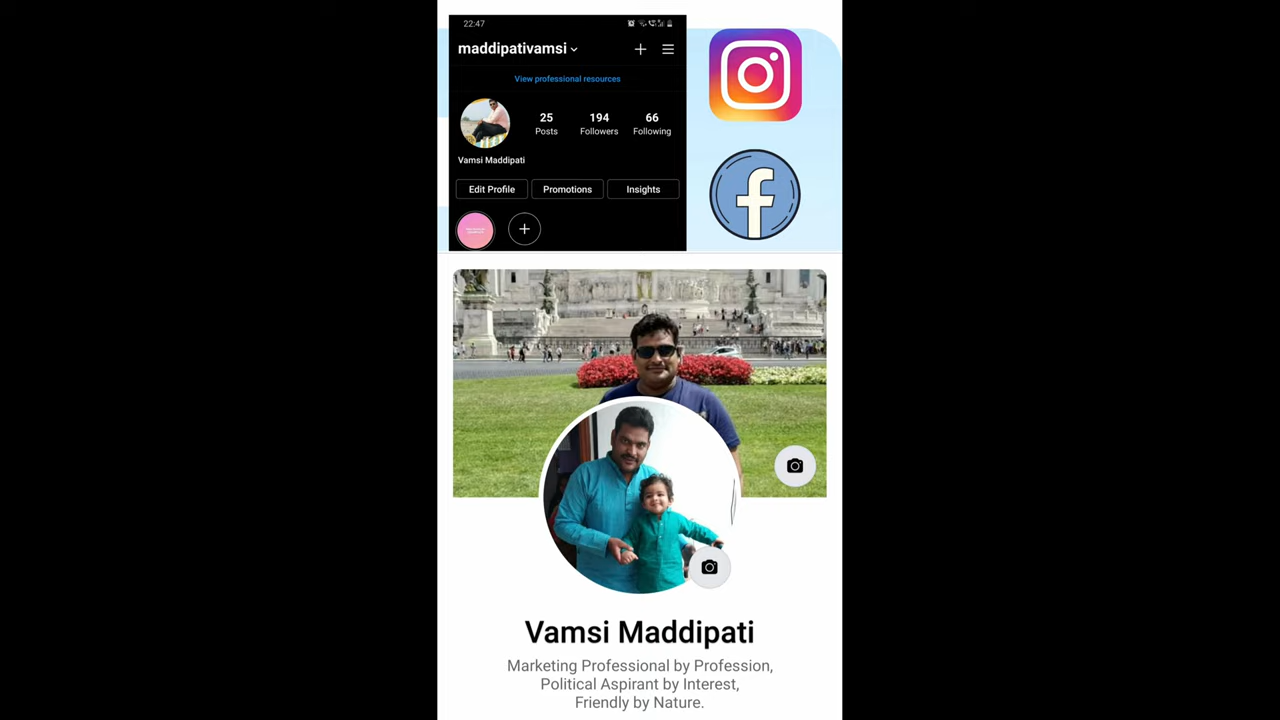 22:47
maddipativamsi
View professional resources
25 194 66
Posts Followers Following
Vamsi Maddipati
Edit Profile Promotions Insights
f
Vamsi Maddipati
Marketing Professional by Profession,
Political Aspirant by Interest,
Friendly by Nature.